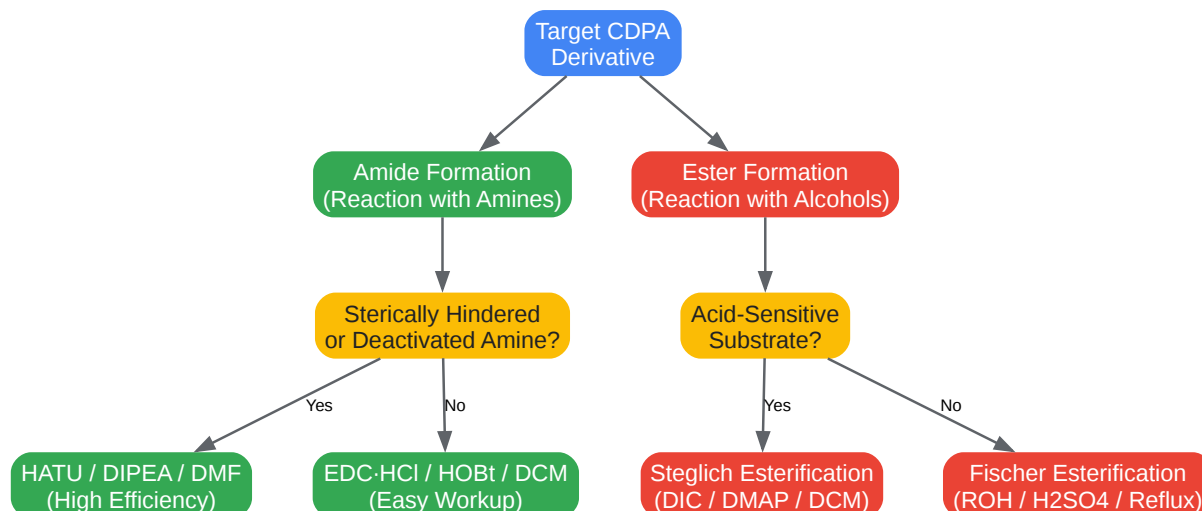 Target CDPA
Derivative
Amide Formation
(Reaction with Amines)
Ester Formation
(Reaction with Alcohols)
Sterically Hindered
or Deactivated Amine?
Acid-Sensitive
Substrate?
Yes
No
Yes
No
HATU / DIPEA / DMF
(High Efficiency)
EDC·HCl / HOBt / DCM
(Easy Workup)
Steglich Esterification
(DIC / DMAP / DCM)
Fischer Esterification
(ROH / H2SO4 / Reflux)